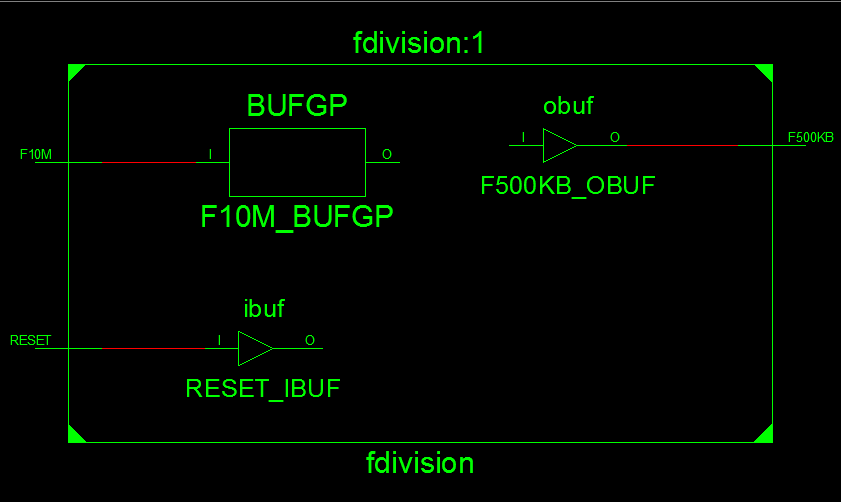 fdivision:1
BUFGP
obuf
F10M
I
O
I
O
F500KB
F500KB_OBUF
F10M_BUFGP
ibuf
RESET
I
O
RESET_IBUF
fdivision